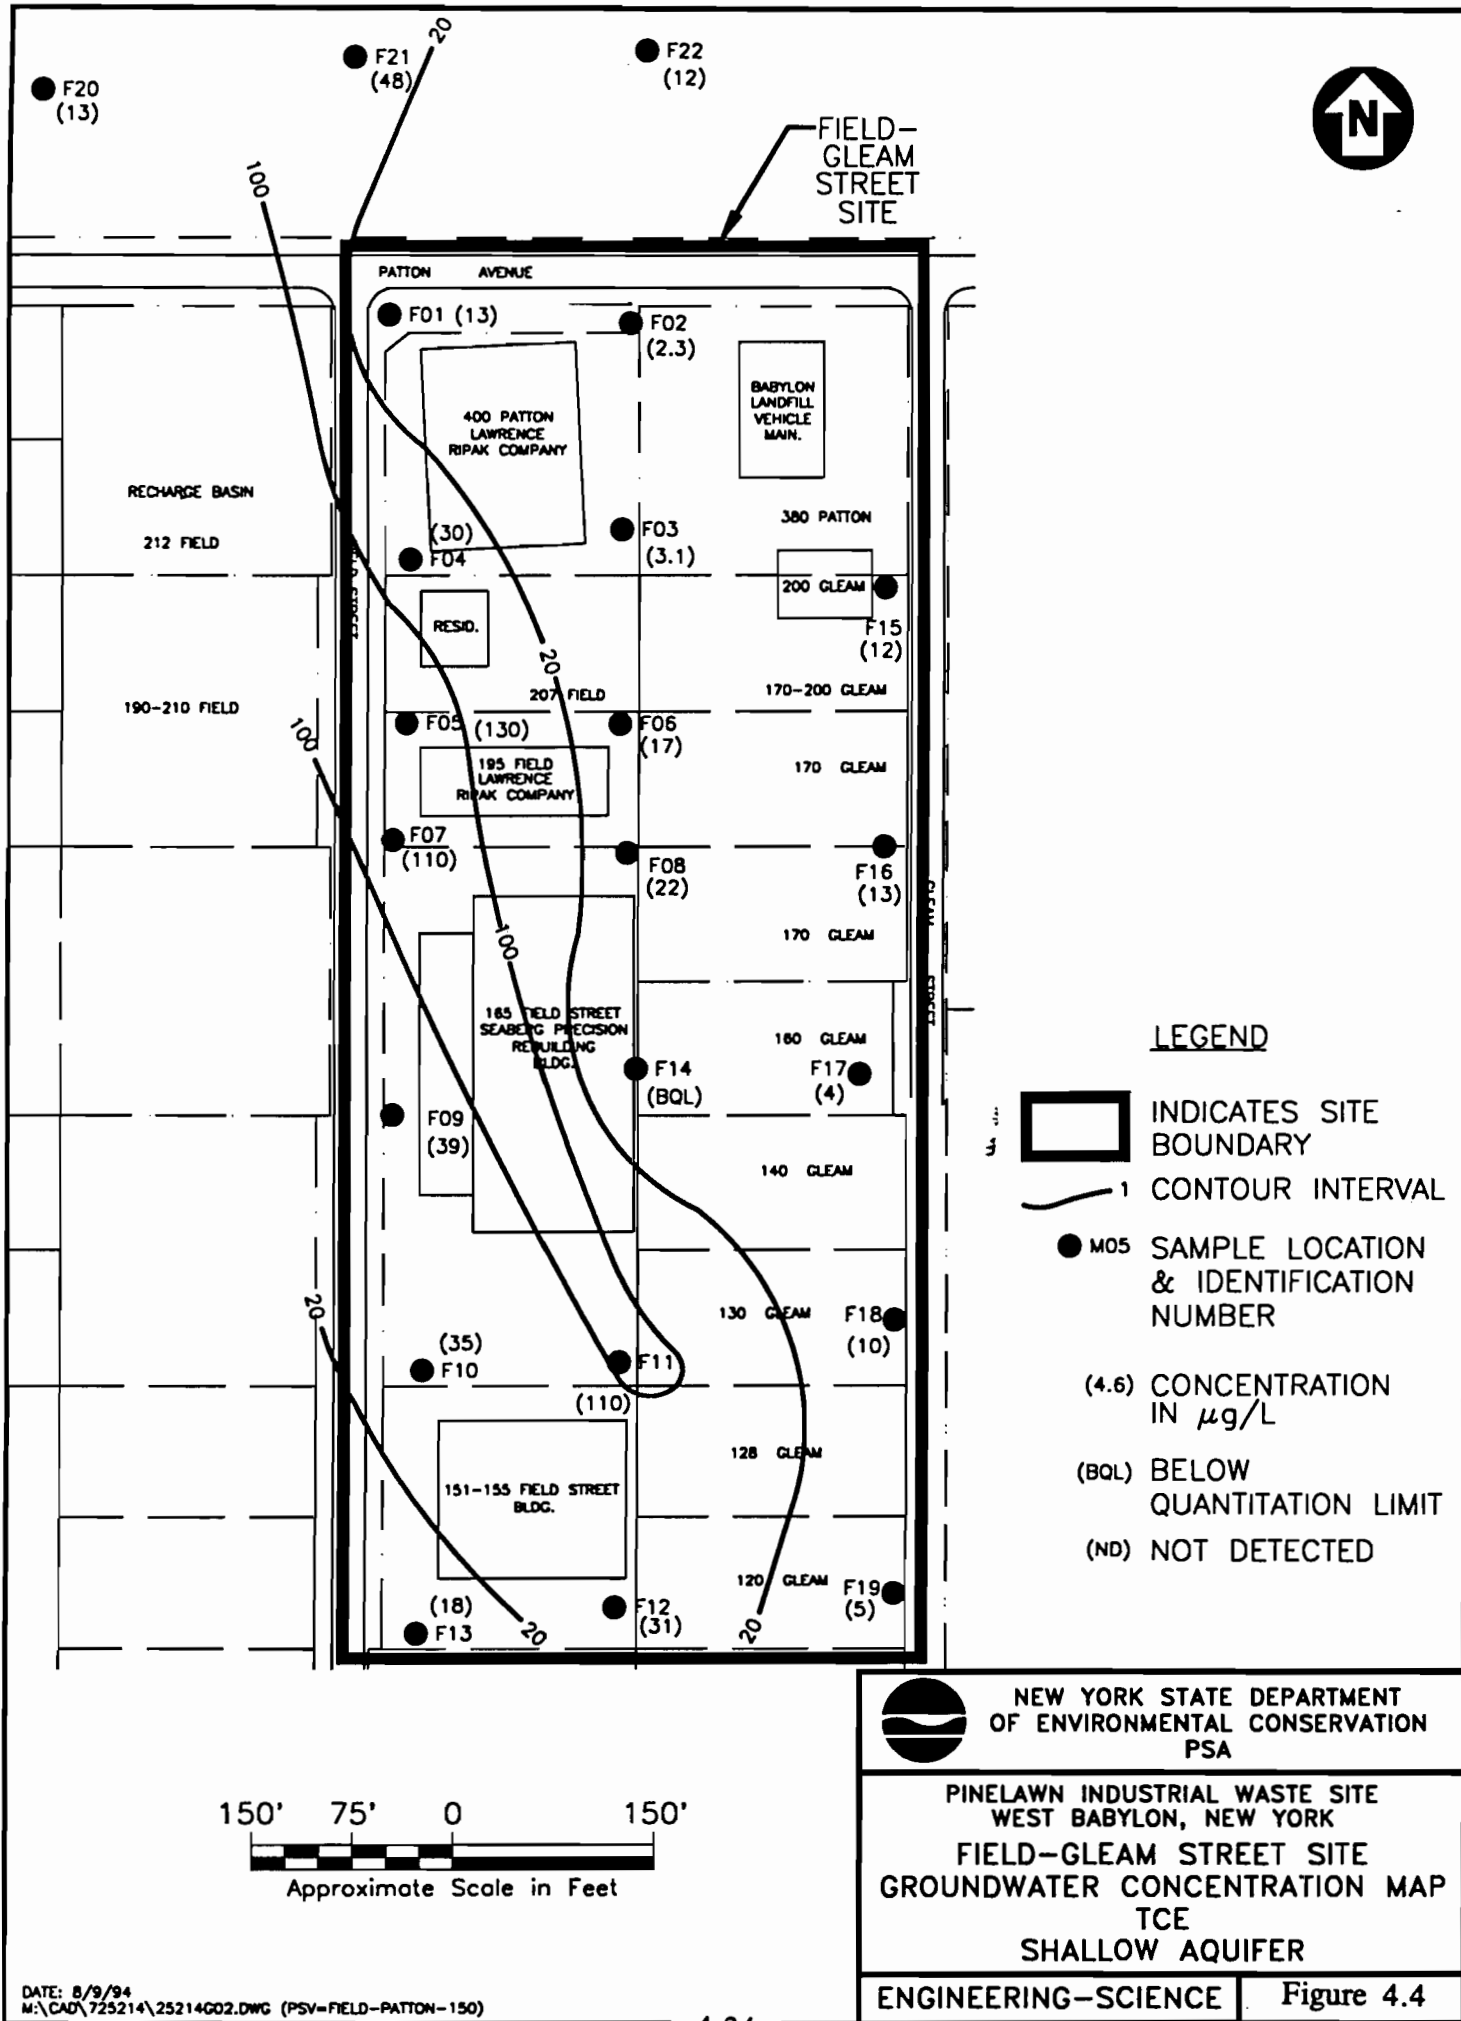 20
F21
(48)
F22
(12)
F20
(13)
N
FIELD-
GLEAM
STREET
SITE
100
PATTON AVENUE
F01 (13)
F02
(2.3)
400 PATTON
LAWRENCE
RIPAK COMPANY
BABYLON
LANDFILL
VEHICLE
MAIN.
RECHARGE BASIN
212 FIELD
380 PATTON
(30)
F04
F03
(3.1)
200 GLEAM
F15
(12)
RESID.
20
207 FIELD
170-200 GLEAM
190-210 FIELD
100
F05 (130)
F06
(17)
195 FIELD
LAWRENCE
RIPAK COMPANY
170 GLEAM
F07
(110)
F08
(22)
F16
(13)
GLEAM STREET
100
170 GLEAM
165 FIELD STREET
SEABERG PRECISION
REBUILDING
BLDG.
160 GLEAM
F14
(BQL)
F17
(4)
F09
(39)
140 GLEAM
20
130 GLEAM
F18
(10)
(35)
F10
F11
(110)
128 GLEAM
151-155 FIELD STREET
BLDG.
120 GLEAM
F19
(5)
(18)
F13
20
F12
(31)
20
LEGEND
INDICATES SITE
BOUNDARY
1 CONTOUR INTERVAL
M05 SAMPLE LOCATION
& IDENTIFICATION
NUMBER
(4.6) CONCENTRATION
IN µg/L
(BQL) BELOW
QUANTITATION LIMIT
(ND) NOT DETECTED
NEW YORK STATE DEPARTMENT
OF ENVIRONMENTAL CONSERVATION
PSA
PINELAWN INDUSTRIAL WASTE SITE
WEST BABYLON, NEW YORK
FIELD-GLEAM STREET SITE
GROUNDWATER CONCENTRATION MAP
TCE
SHALLOW AQUIFER
ENGINEERING-SCIENCE
Figure 4.4
150' 75' 0 150'
Approximate Scale in Feet
DATE: 8/9/94
M:\CAD\725214\25214G02.DWG (PSV=FIELD-PATTON-150)